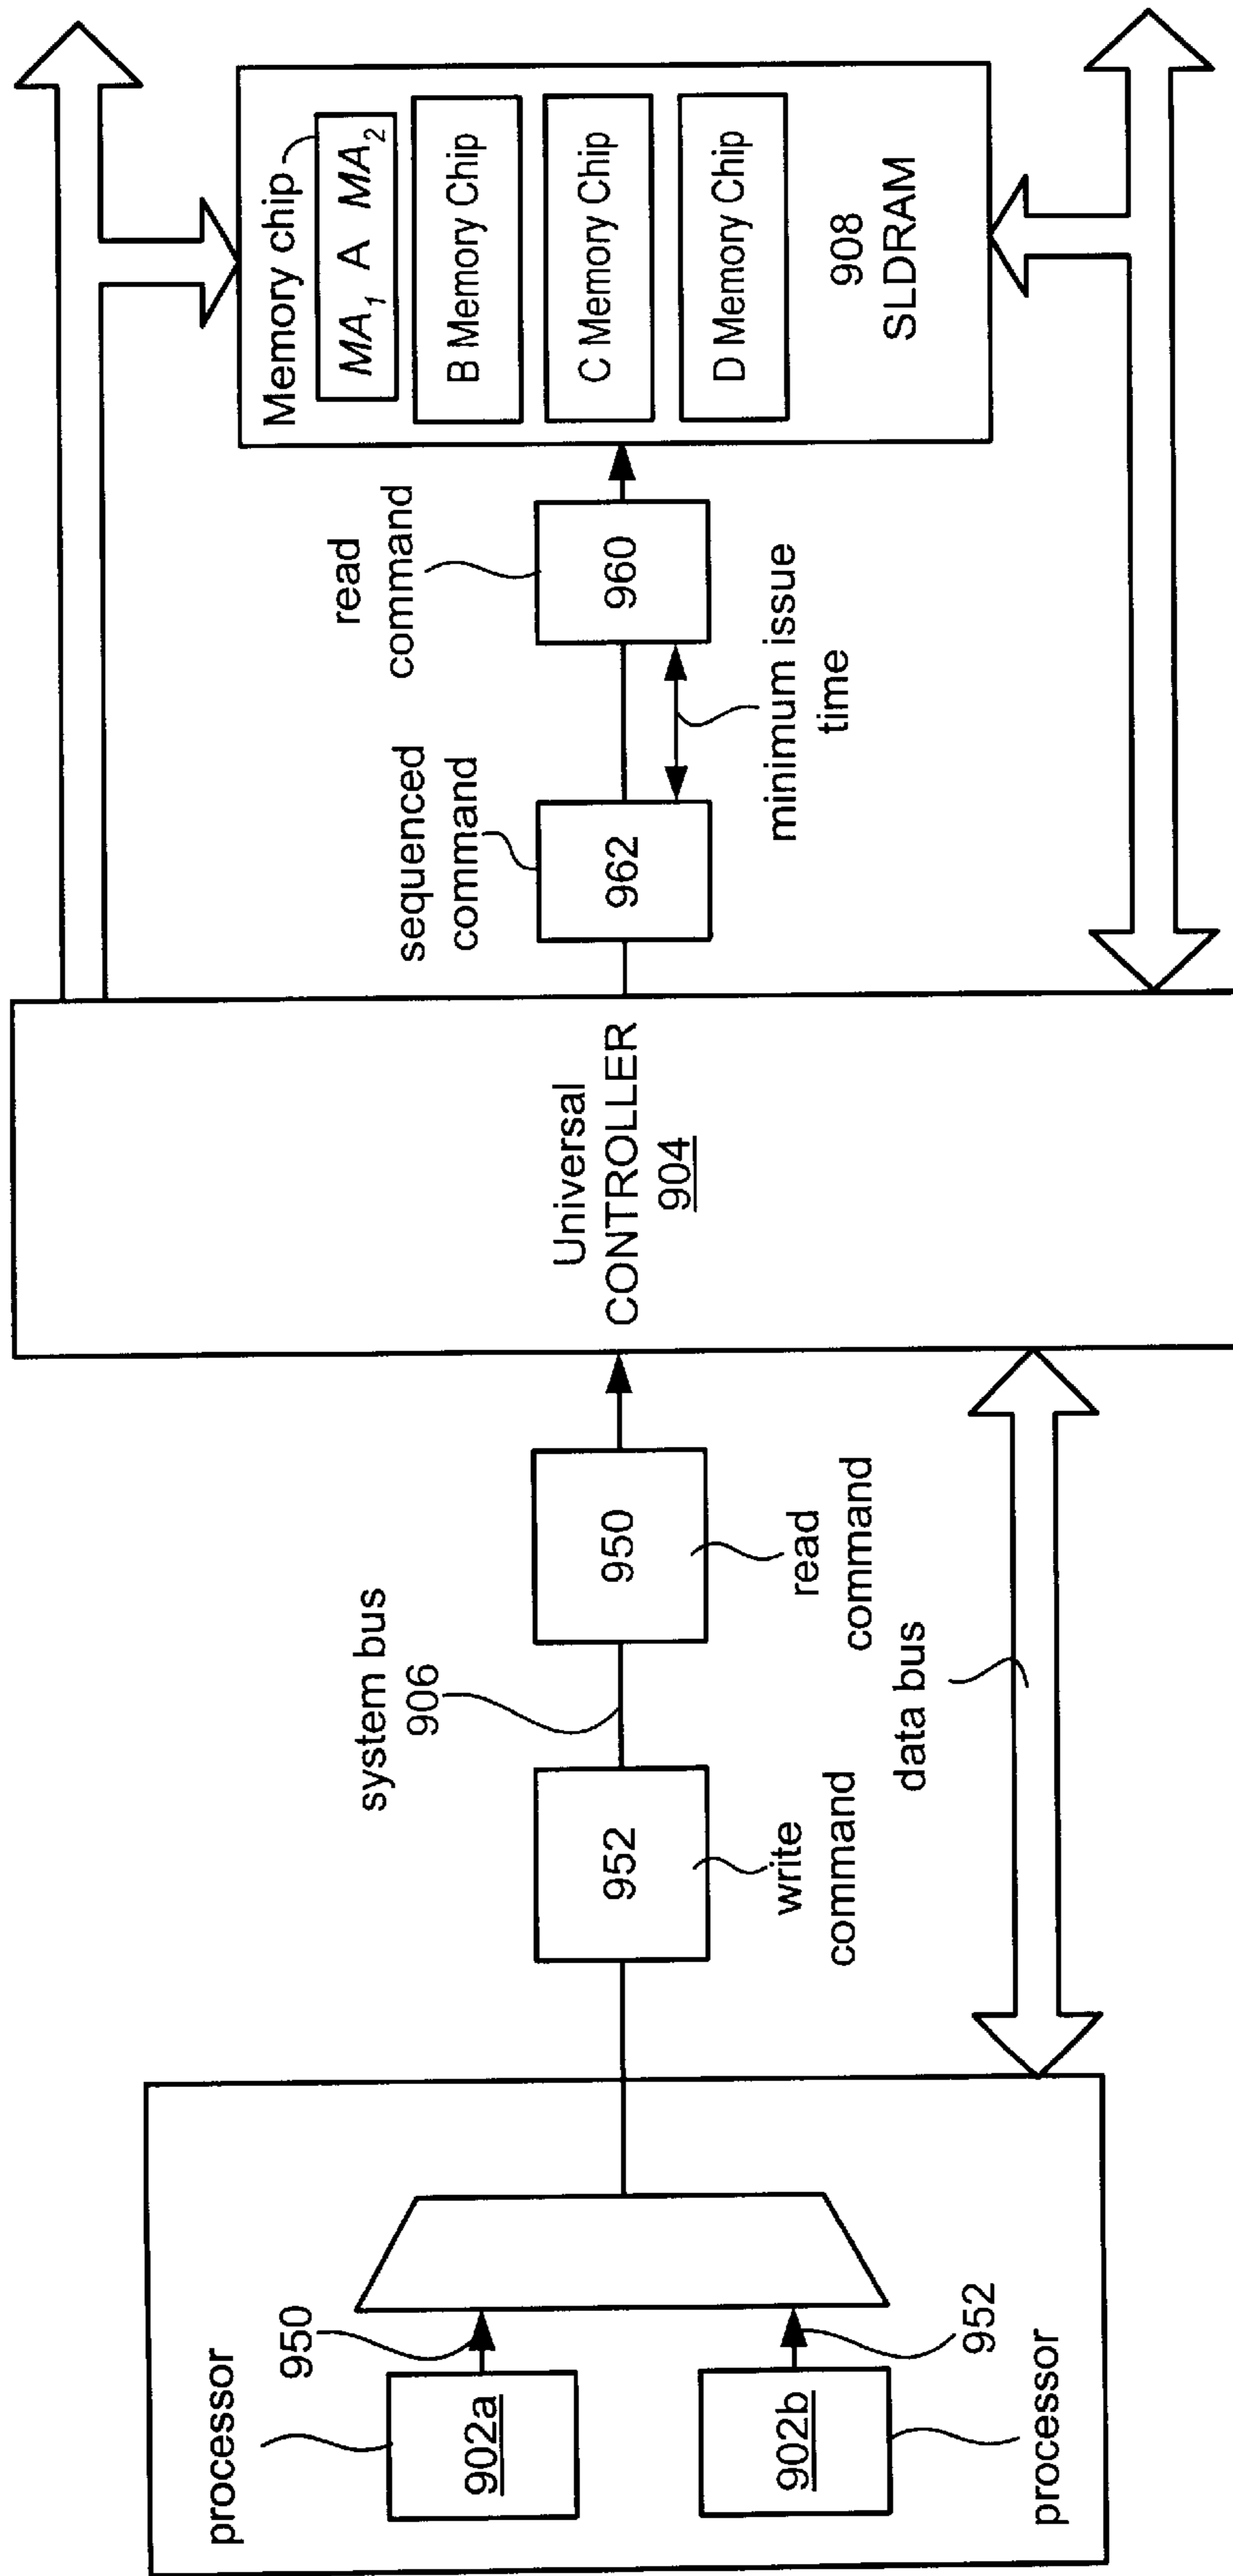 processor
902a
950
902b
952
processor
952
write
command
system bus
906
950
read
command
data bus
Universal
CONTROLLER
904
sequenced
command
962
minimum issue
time
read
command
960
Memory chip
MA1 A MA2
B Memory Chip
C Memory Chip
D Memory Chip
908
SLDRAM